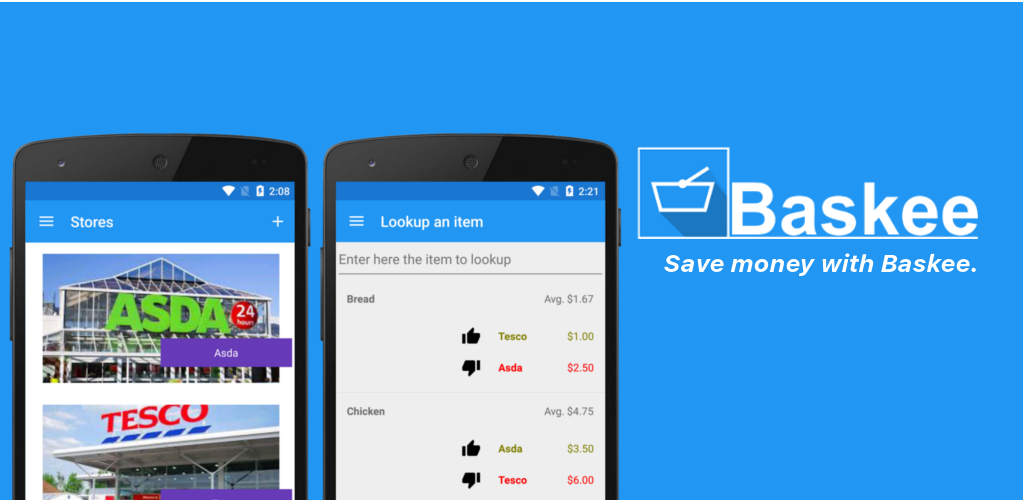 2:08
Stores
ASDA
24
hours
Asda
TESCO
2:21
Lookup an item
Enter here the item to lookup
Bread Avg. $1.67
Tesco $1.00
Asda $2.50
Chicken Avg. $4.75
Asda $3.50
Tesco $6.00
Baskee
Save money with Baskee.